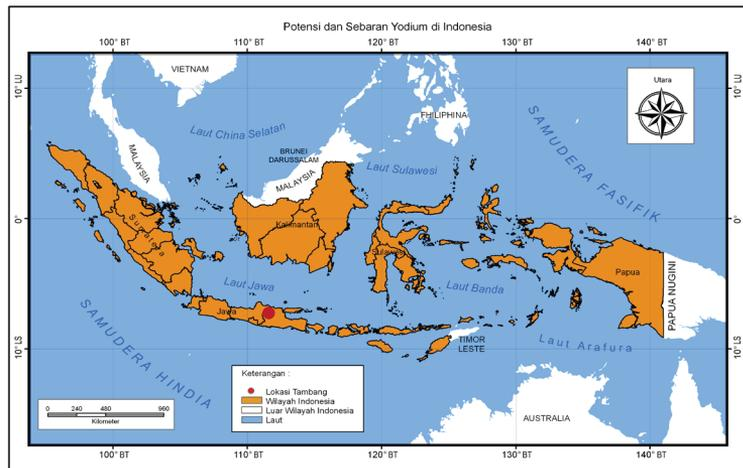 Potensi dan Sebaran Yodium di Indonesia
100° BT
110° BT
120° BT
130° BT
140° BT
10° U
10° U
0°
0°
10° LS
10° LS
VIETNAM
Utara
FHILIPHINA
SAMUDERA FASIFIK
Laut China Selatan
BRUNEI
DARUSSALAM
Laut Sulawesi
MALAYSIA
MALAYSIA
Sumatera
Kalimantan
Sulawesi
Papua
PAPUA NUGINI
Laut Jawa
Laut Banda
Jawa
SAMUDERA HINDIA
TIMOR
LESTE
Laut Arafura
Keterangan :
Lokasi Tambang
Wilayah Indonesia
Luar Wilayah Indonesia
Laut
0 240 480 960
Kilometer
AUSTRALIA
100° BT
110° BT
120° BT
130° BT
140° BT